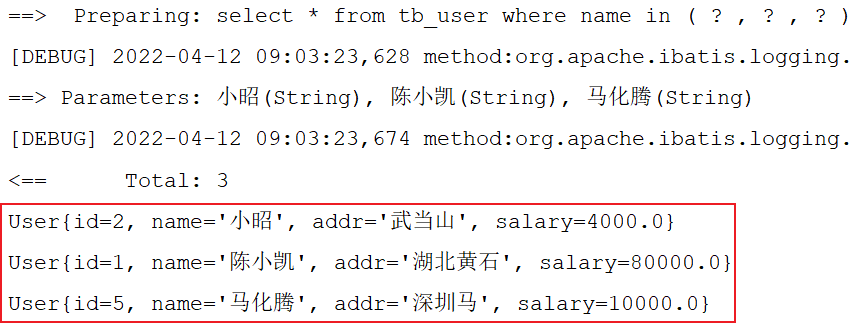 ==>  Preparing: select * from tb_user where name in ( ? , ? , ? )
[DEBUG] 2022-04-12 09:03:23,628 method:org.apache.ibatis.logging.
==> Parameters: 小昭(String), 陈小凯(String), 马化腾(String)
[DEBUG] 2022-04-12 09:03:23,674 method:org.apache.ibatis.logging.
<==      Total: 3
User{id=2, name='小昭', addr='武当山', salary=4000.0}
User{id=1, name='陈小凯', addr='湖北黄石', salary=80000.0}
User{id=5, name='马化腾', addr='深圳马', salary=10000.0}